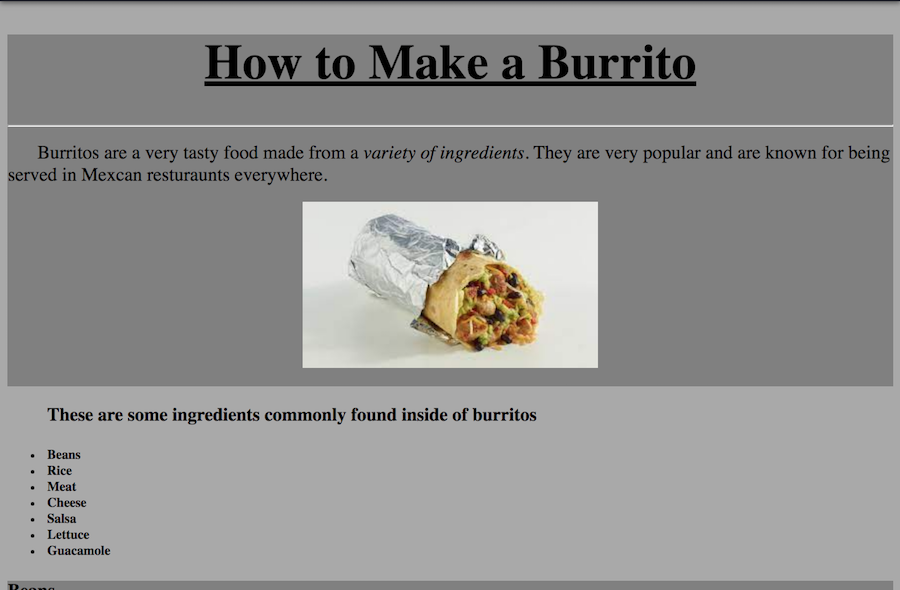 How to Make a Burrito
Burritos are a very tasty food made from a variety of ingredients. They are very popular and are known for being
served in Mexcan resturaunts everywhere.
These are some ingredients commonly found inside of burritos
Beans
Rice
Meat
Cheese
Salsa
Lettuce
Guacamole
Beans